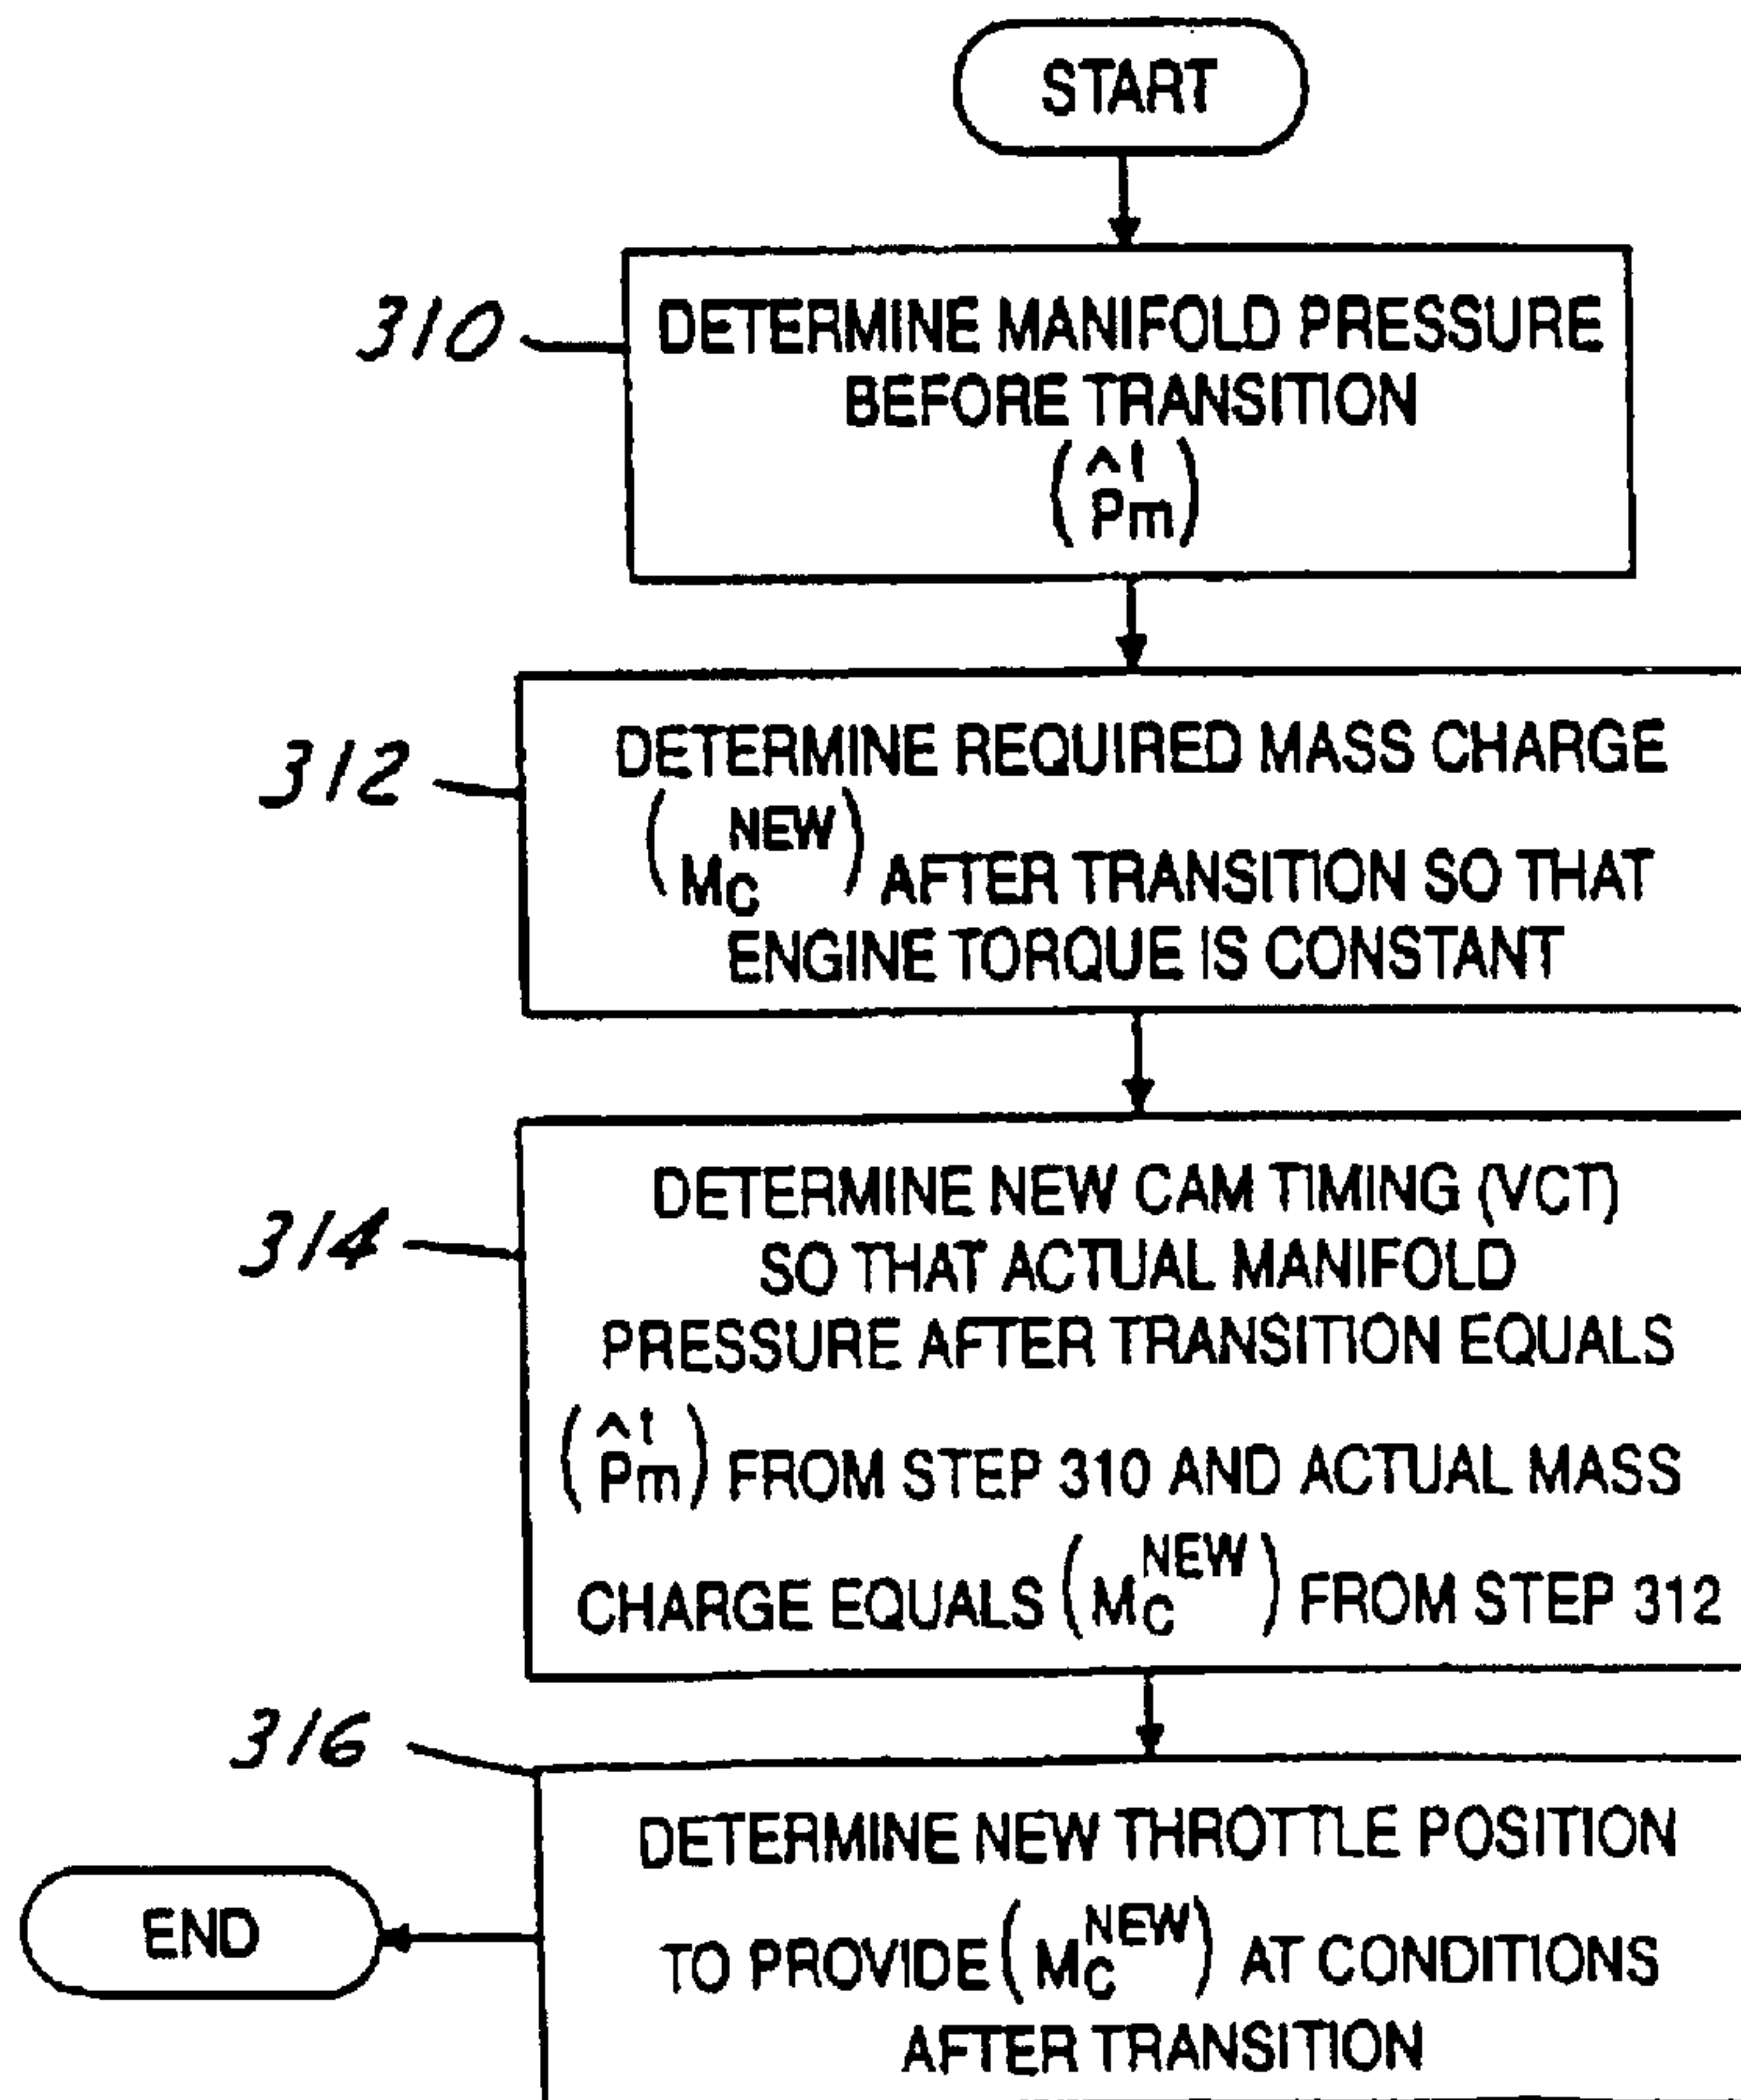 START
310
DETERMINE MANIFOLD PRESSURE
BEFORE TRANSITION
(P̂m^t)
312
DETERMINE REQUIRED MASS CHARGE
(Mc^NEW) AFTER TRANSITION SO THAT
ENGINE TORQUE IS CONSTANT
314
DETERMINE NEW CAM TIMING (VCT)
SO THAT ACTUAL MANIFOLD
PRESSURE AFTER TRANSITION EQUALS
(P̂m^t) FROM STEP 310 AND ACTUAL MASS
CHARGE EQUALS (Mc^NEW) FROM STEP 312
316
DETERMINE NEW THROTTLE POSITION
TO PROVIDE (Mc^NEW) AT CONDITIONS
AFTER TRANSITION
END